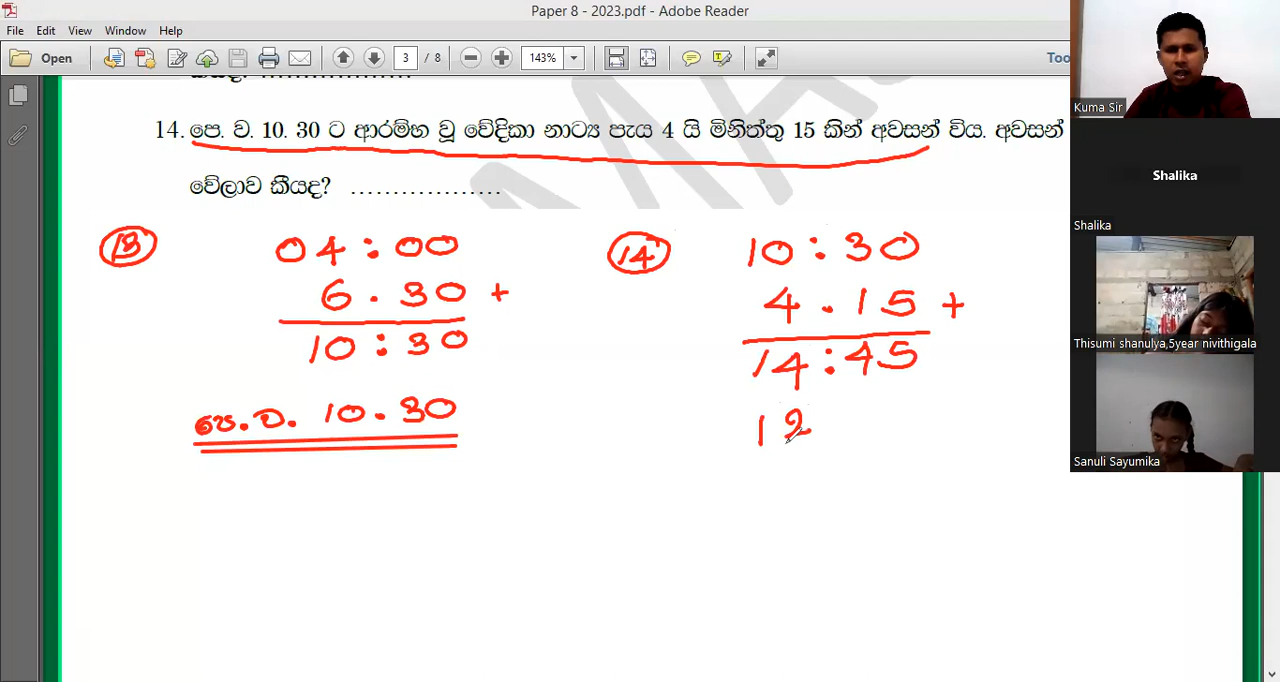 Paper 8 - 2023.pdf - Adobe Reader
File Edit View Window Help
Open 3 / 8 143% Too
14. පෙ. ව. 10. 30 ට ආරම්භ වූ වේදිකා නාට්‍ය පැය 4 යි මිනිත්තු 15 කින් අවසන් විය. අවසන්
වේලාව කීයද? ..................
13 04:00
6.30 +
10:30
පෙ.ව. 10.30
14 10:30
4.15 +
14:45
12
Kuma Sir
Shalika
Shalika
Thisumi shanulya,5year nivithigala
Sanuli Sayumika